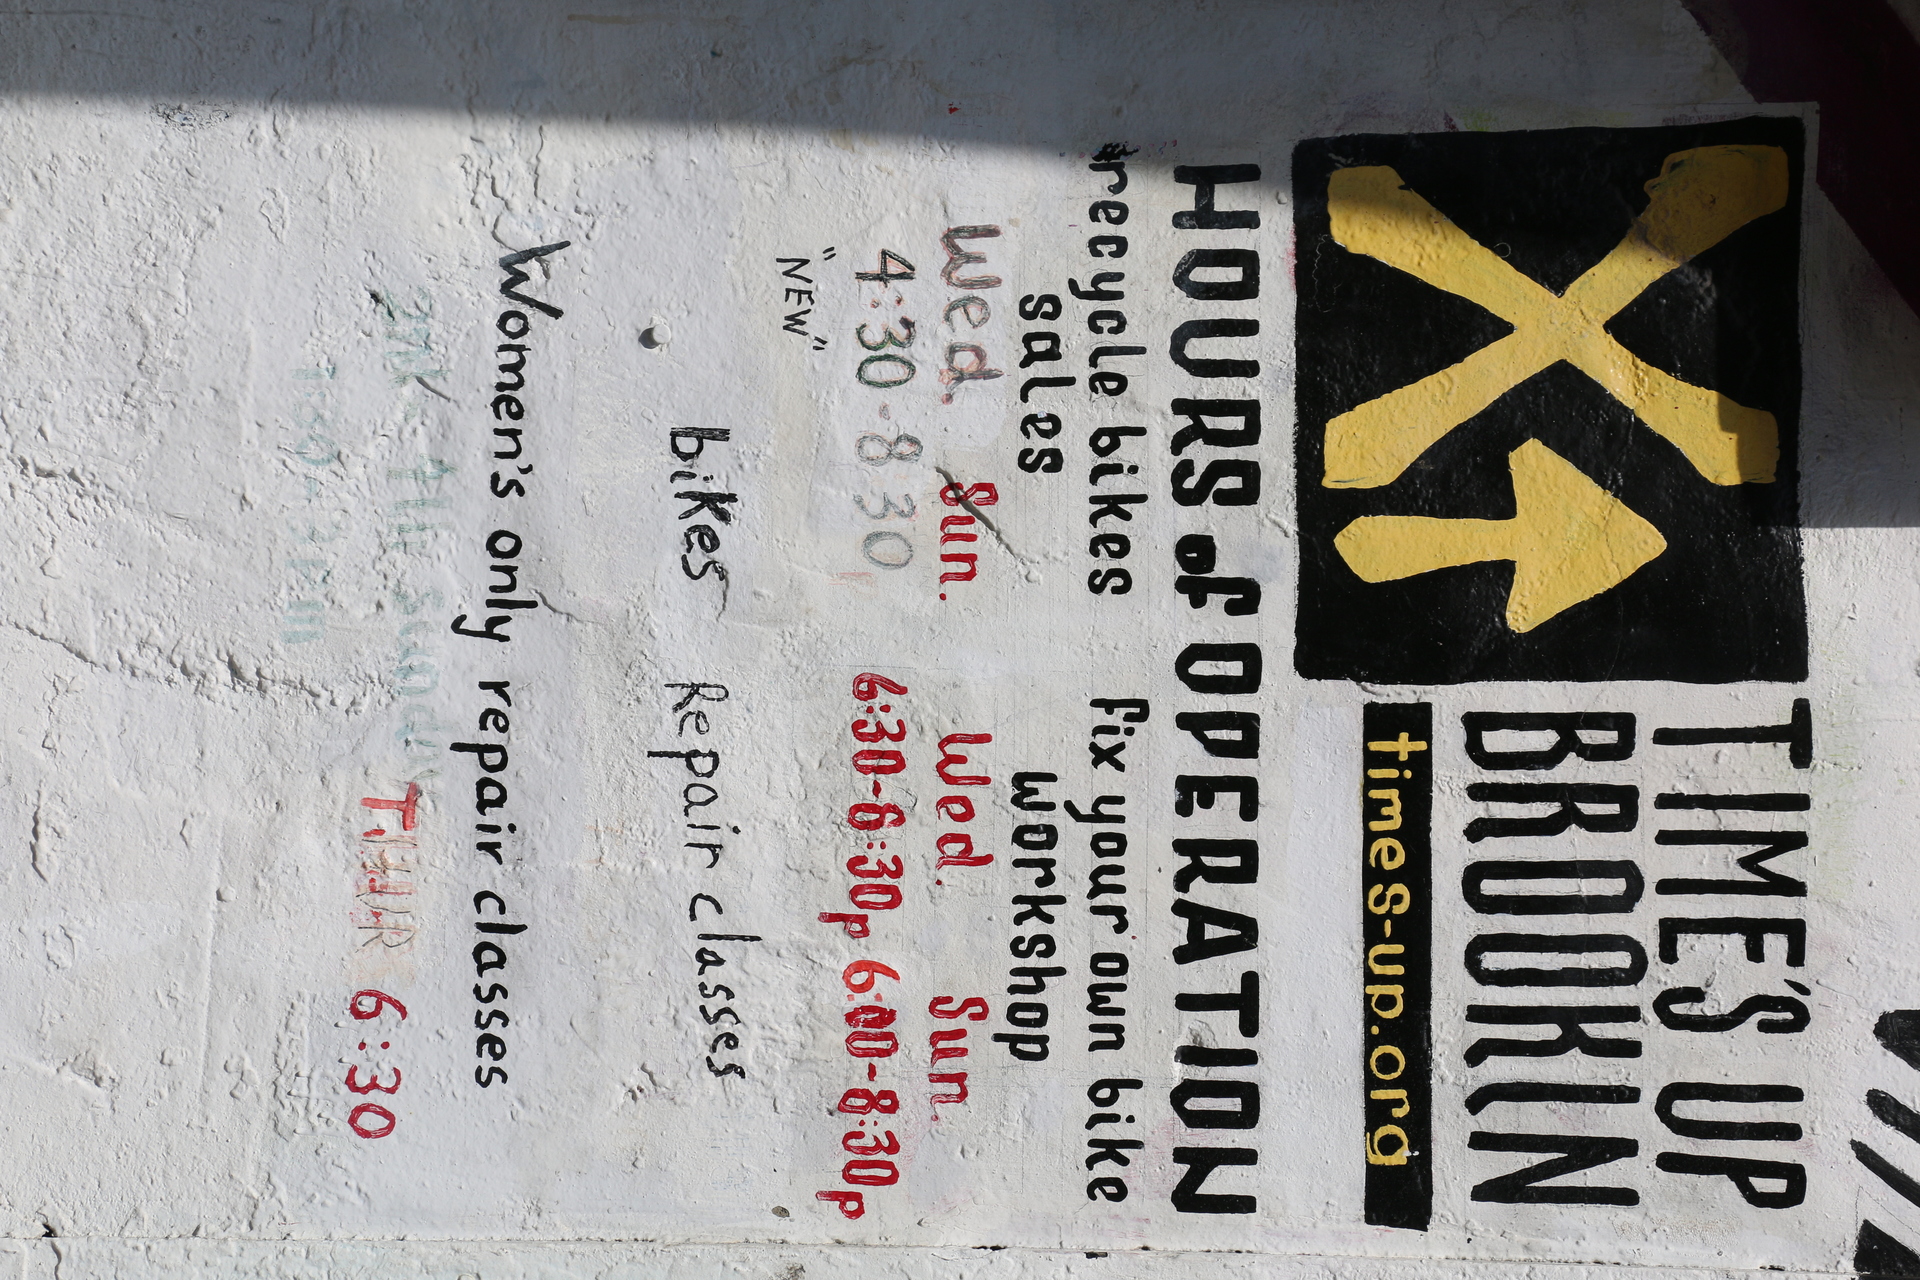 TIME'S UP
BROOKLIN
times-up.org
HOURS of OPERATION
recycle bikes fix your own bike
sales workshop
Wed. Sun. Wed. Sun.
4:30-8 30 6:30-8:30p 6:00-8:30p
"NEW"
bikes Repair classes
Women's only repair classes
THUR 6:30